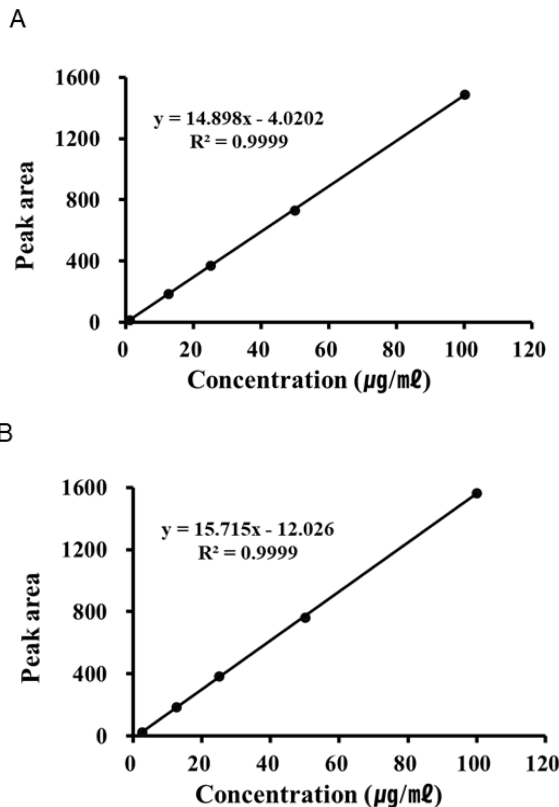 A
1600
1200
800
400
0
y = 14.898x - 4.0202
R² = 0.9999
Peak area
0 20 40 60 80 100 120
Concentration (㎍/㎖)
B
1600
1200
800
400
0
y = 15.715x - 12.026
R² = 0.9999
Peak area
0 20 40 60 80 100 120
Concentration (㎍/㎖)